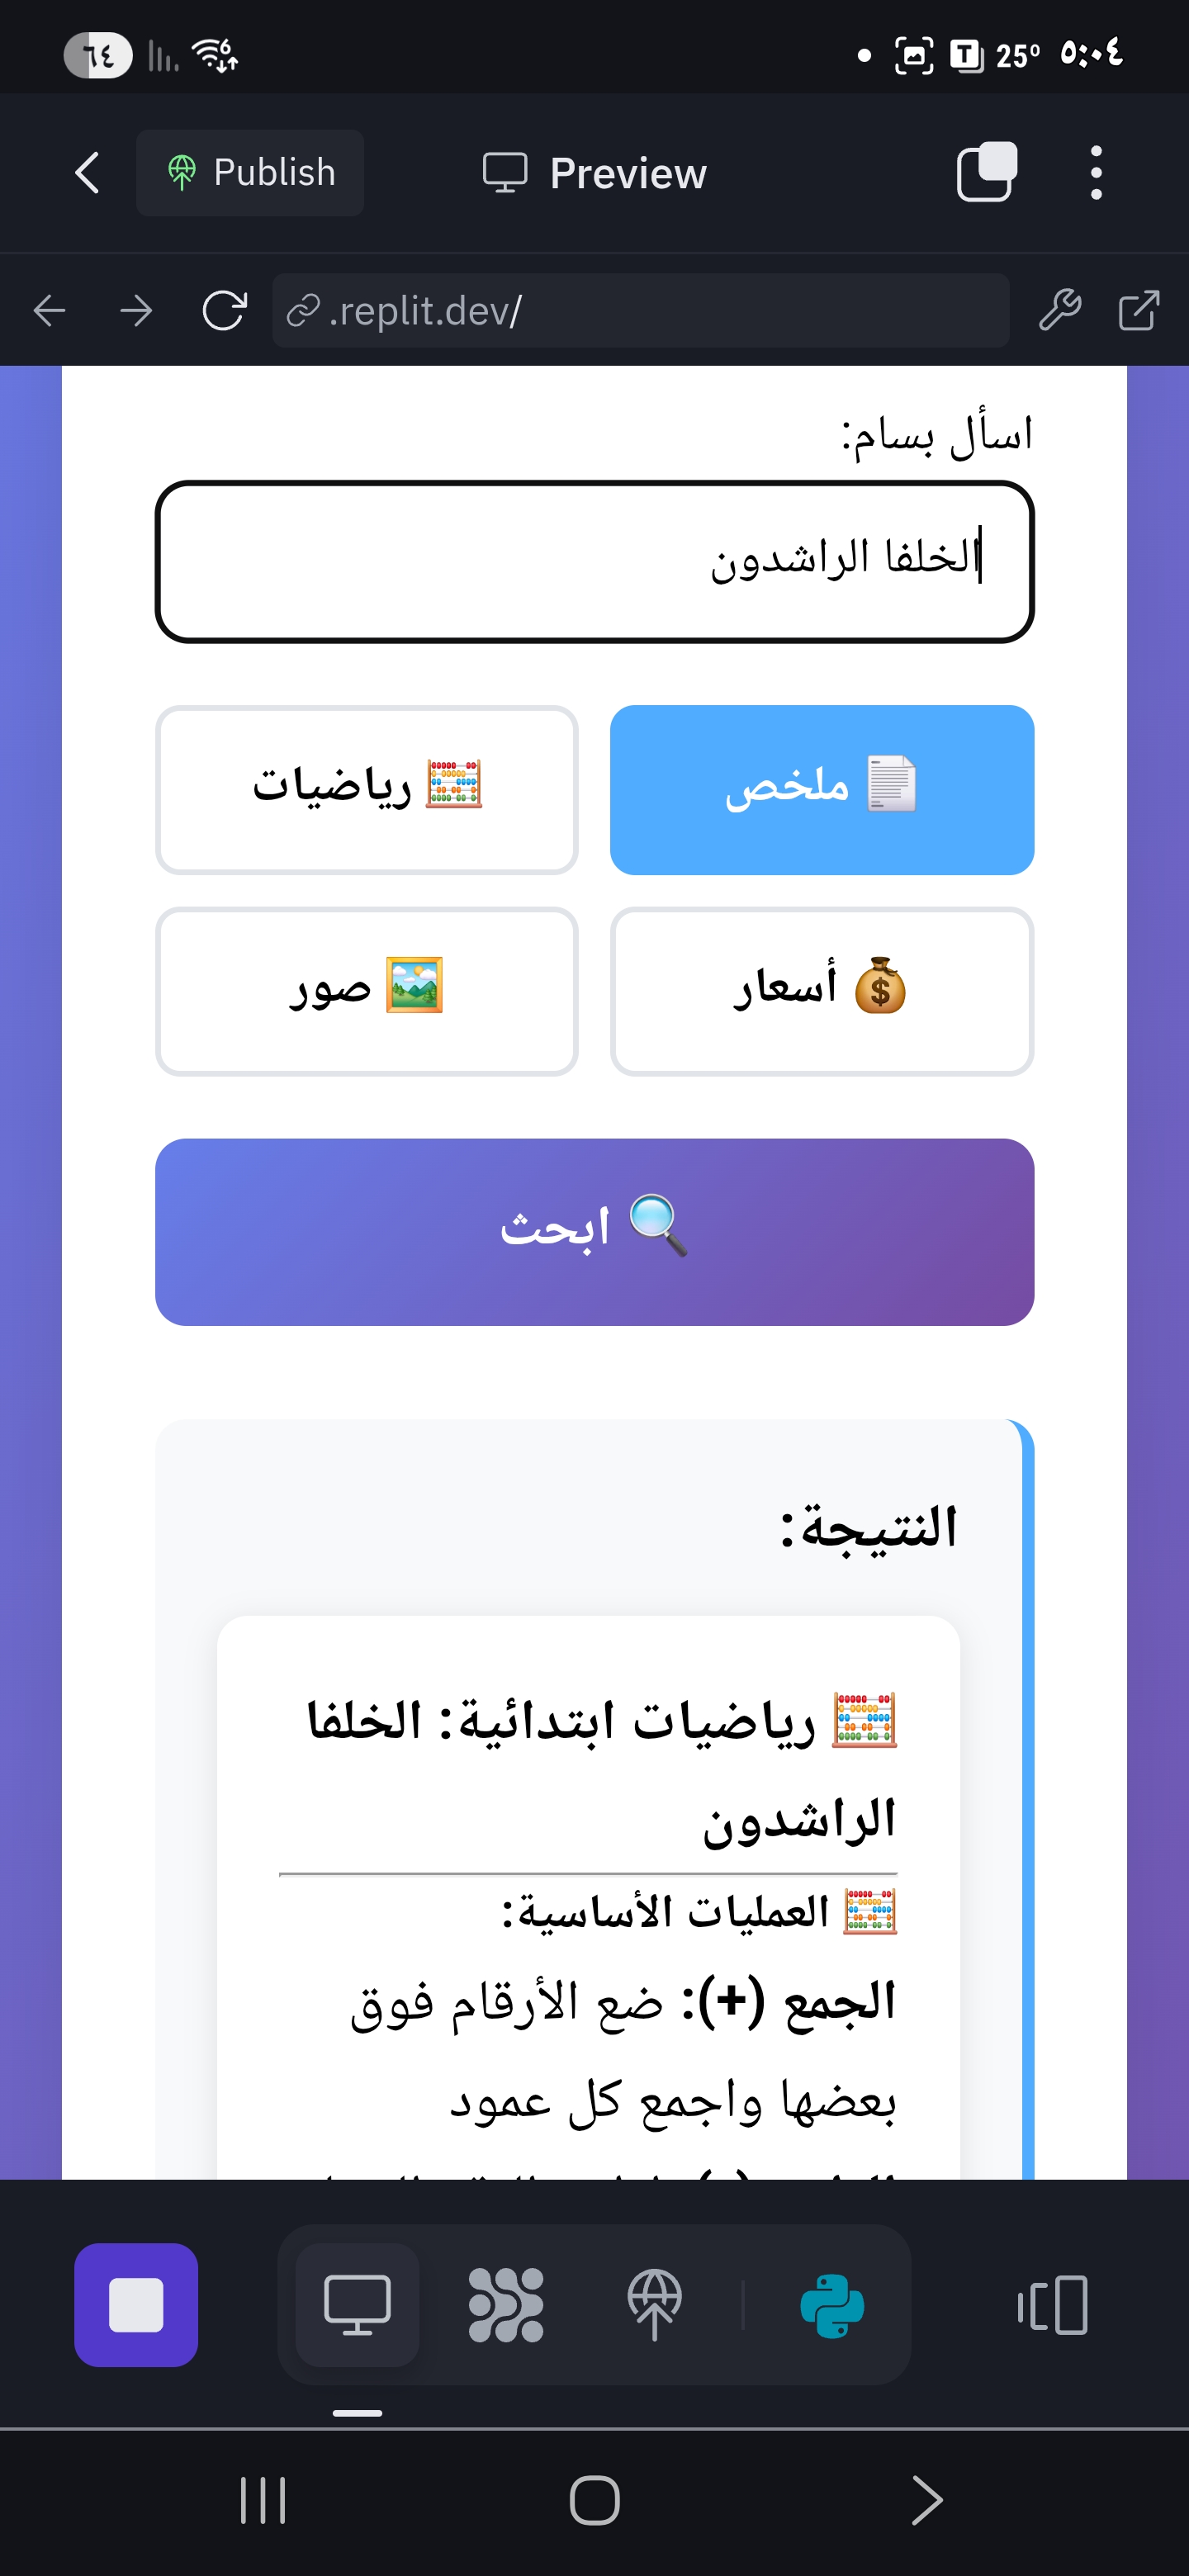 ٦٤
6
T
25°
٥:٠٤
Publish
Preview
.replit.dev/
اسأل بسام:
الخلفا الراشدون
ملخص
رياضيات
أسعار
صور
ابحث
النتيجة:
رياضيات ابتدائية: الخلفا
الراشدون
العمليات الأساسية:
الجمع (+): ضع الأرقام فوق
بعضها واجمع كل عمود